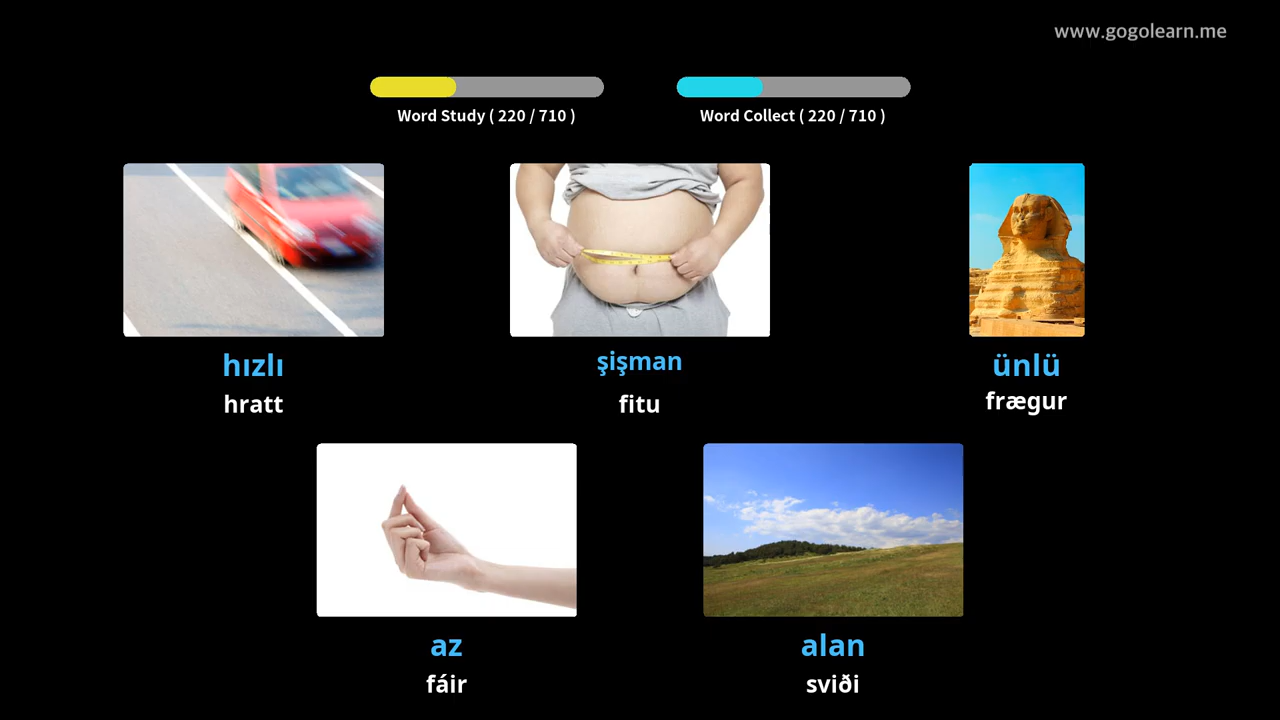 www.gogolearn.me
Word Study ( 220 / 710 )
Word Collect ( 220 / 710 )
hızlı
hratt
şişman
fitu
ünlü
frægur
az
fáir
alan
sviði